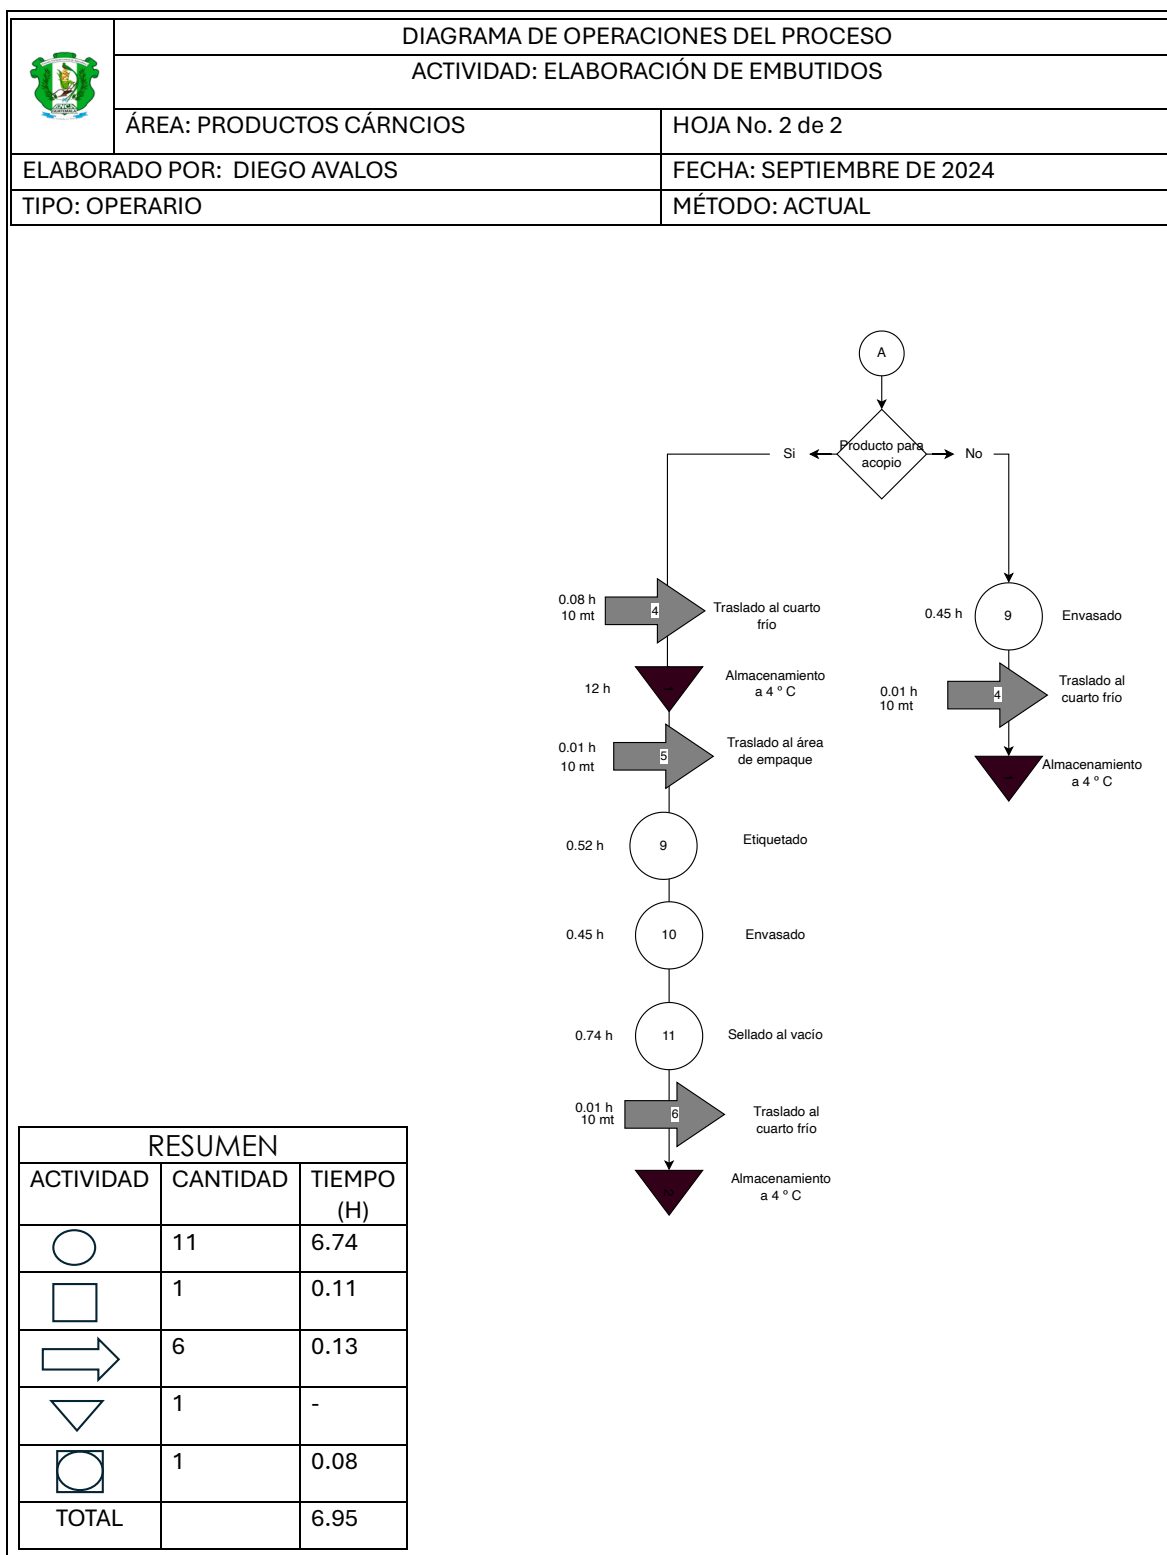 DIAGRAMA DE OPERACIONES DEL PROCESO
ACTIVIDAD: ELABORACIÓN DE EMBUTIDOS
ÁREA: PRODUCTOS CÁRNCIOS
HOJA No. 2 de 2
ELABORADO POR: DIEGO AVALOS
FECHA: SEPTIEMBRE DE 2024
TIPO: OPERARIO
MÉTODO: ACTUAL
A
Producto para
acopio
Si
No
0.08 h
10 mt
4
Traslado al cuarto
frío
12 h
1
Almacenamiento
a 4 º C
0.01 h
10 mt
5
Traslado al área
de empaque
0.52 h
9
Etiquetado
0.45 h
10
Envasado
0.74 h
11
Sellado al vacío
0.01 h
10 mt
6
Traslado al
cuarto frío
2
Almacenamiento
a 4 º C
0.45 h
9
Envasado
0.01 h
10 mt
4
Traslado al
cuarto frío
1
Almacenamiento
a 4 º C
RESUMEN
ACTIVIDAD CANTIDAD TIEMPO
(H)
11 6.74
1 0.11
6 0.13
1 -
1 0.08
TOTAL 6.95